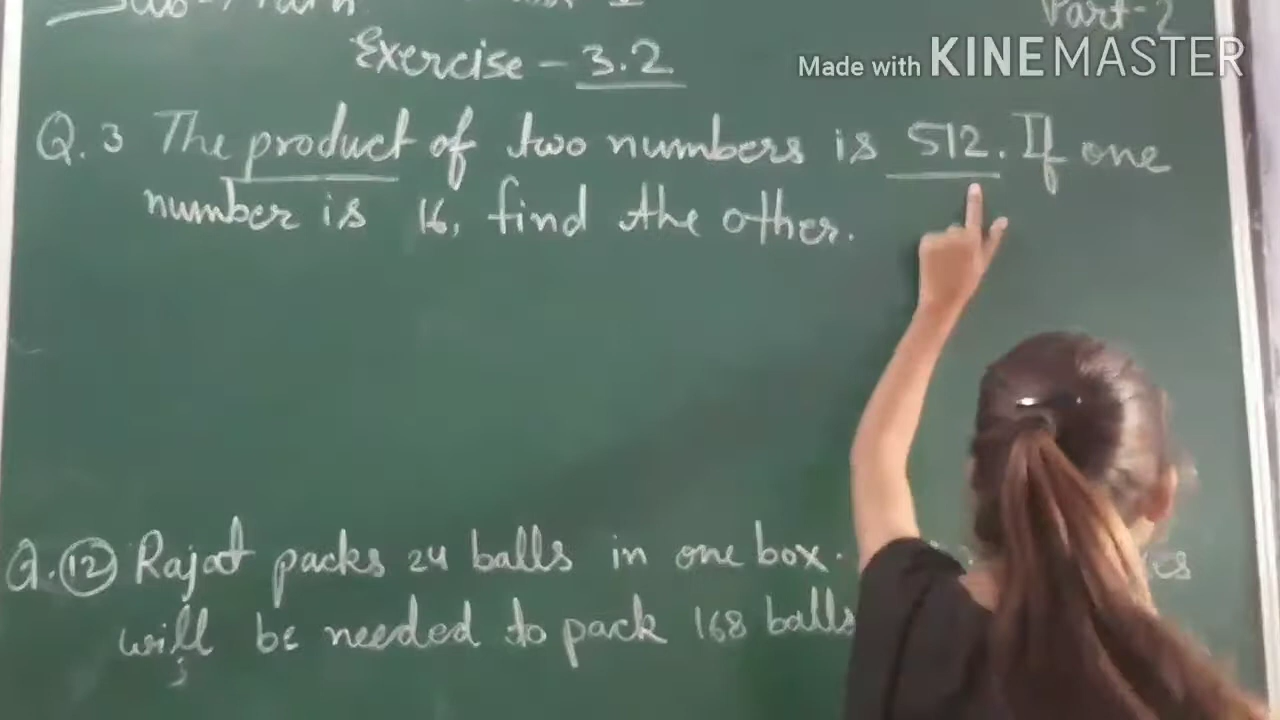 Part-2
Exercise - 3.2
Made with KINEMASTER
Q.3 The product of two numbers is 512. If one
number is 16, find the other.
Q.12 Rajat packs 24 balls in one box.
will be needed to pack 168 balls